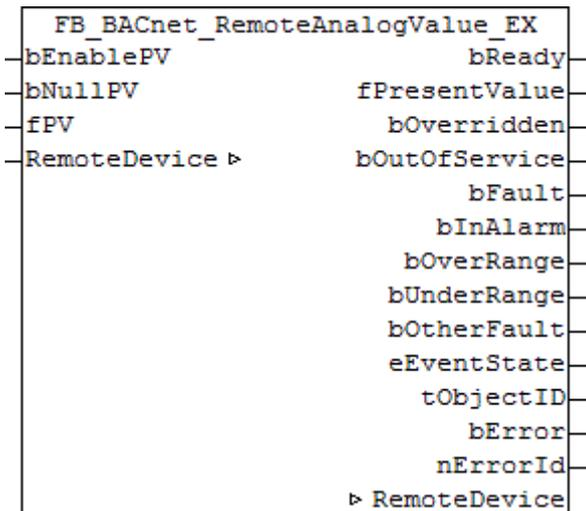 FB_BACnet_RemoteAnalogValue_EX
bEnablePV bReady
bNullPV fPresentValue
fPV bOverridden
RemoteDevice ▷ bOutOfService
bFault
bInAlarm
bOverRange
bUnderRange
bOtherFault
eEventState
tObjectID
bError
nErrorId
▷ RemoteDevice